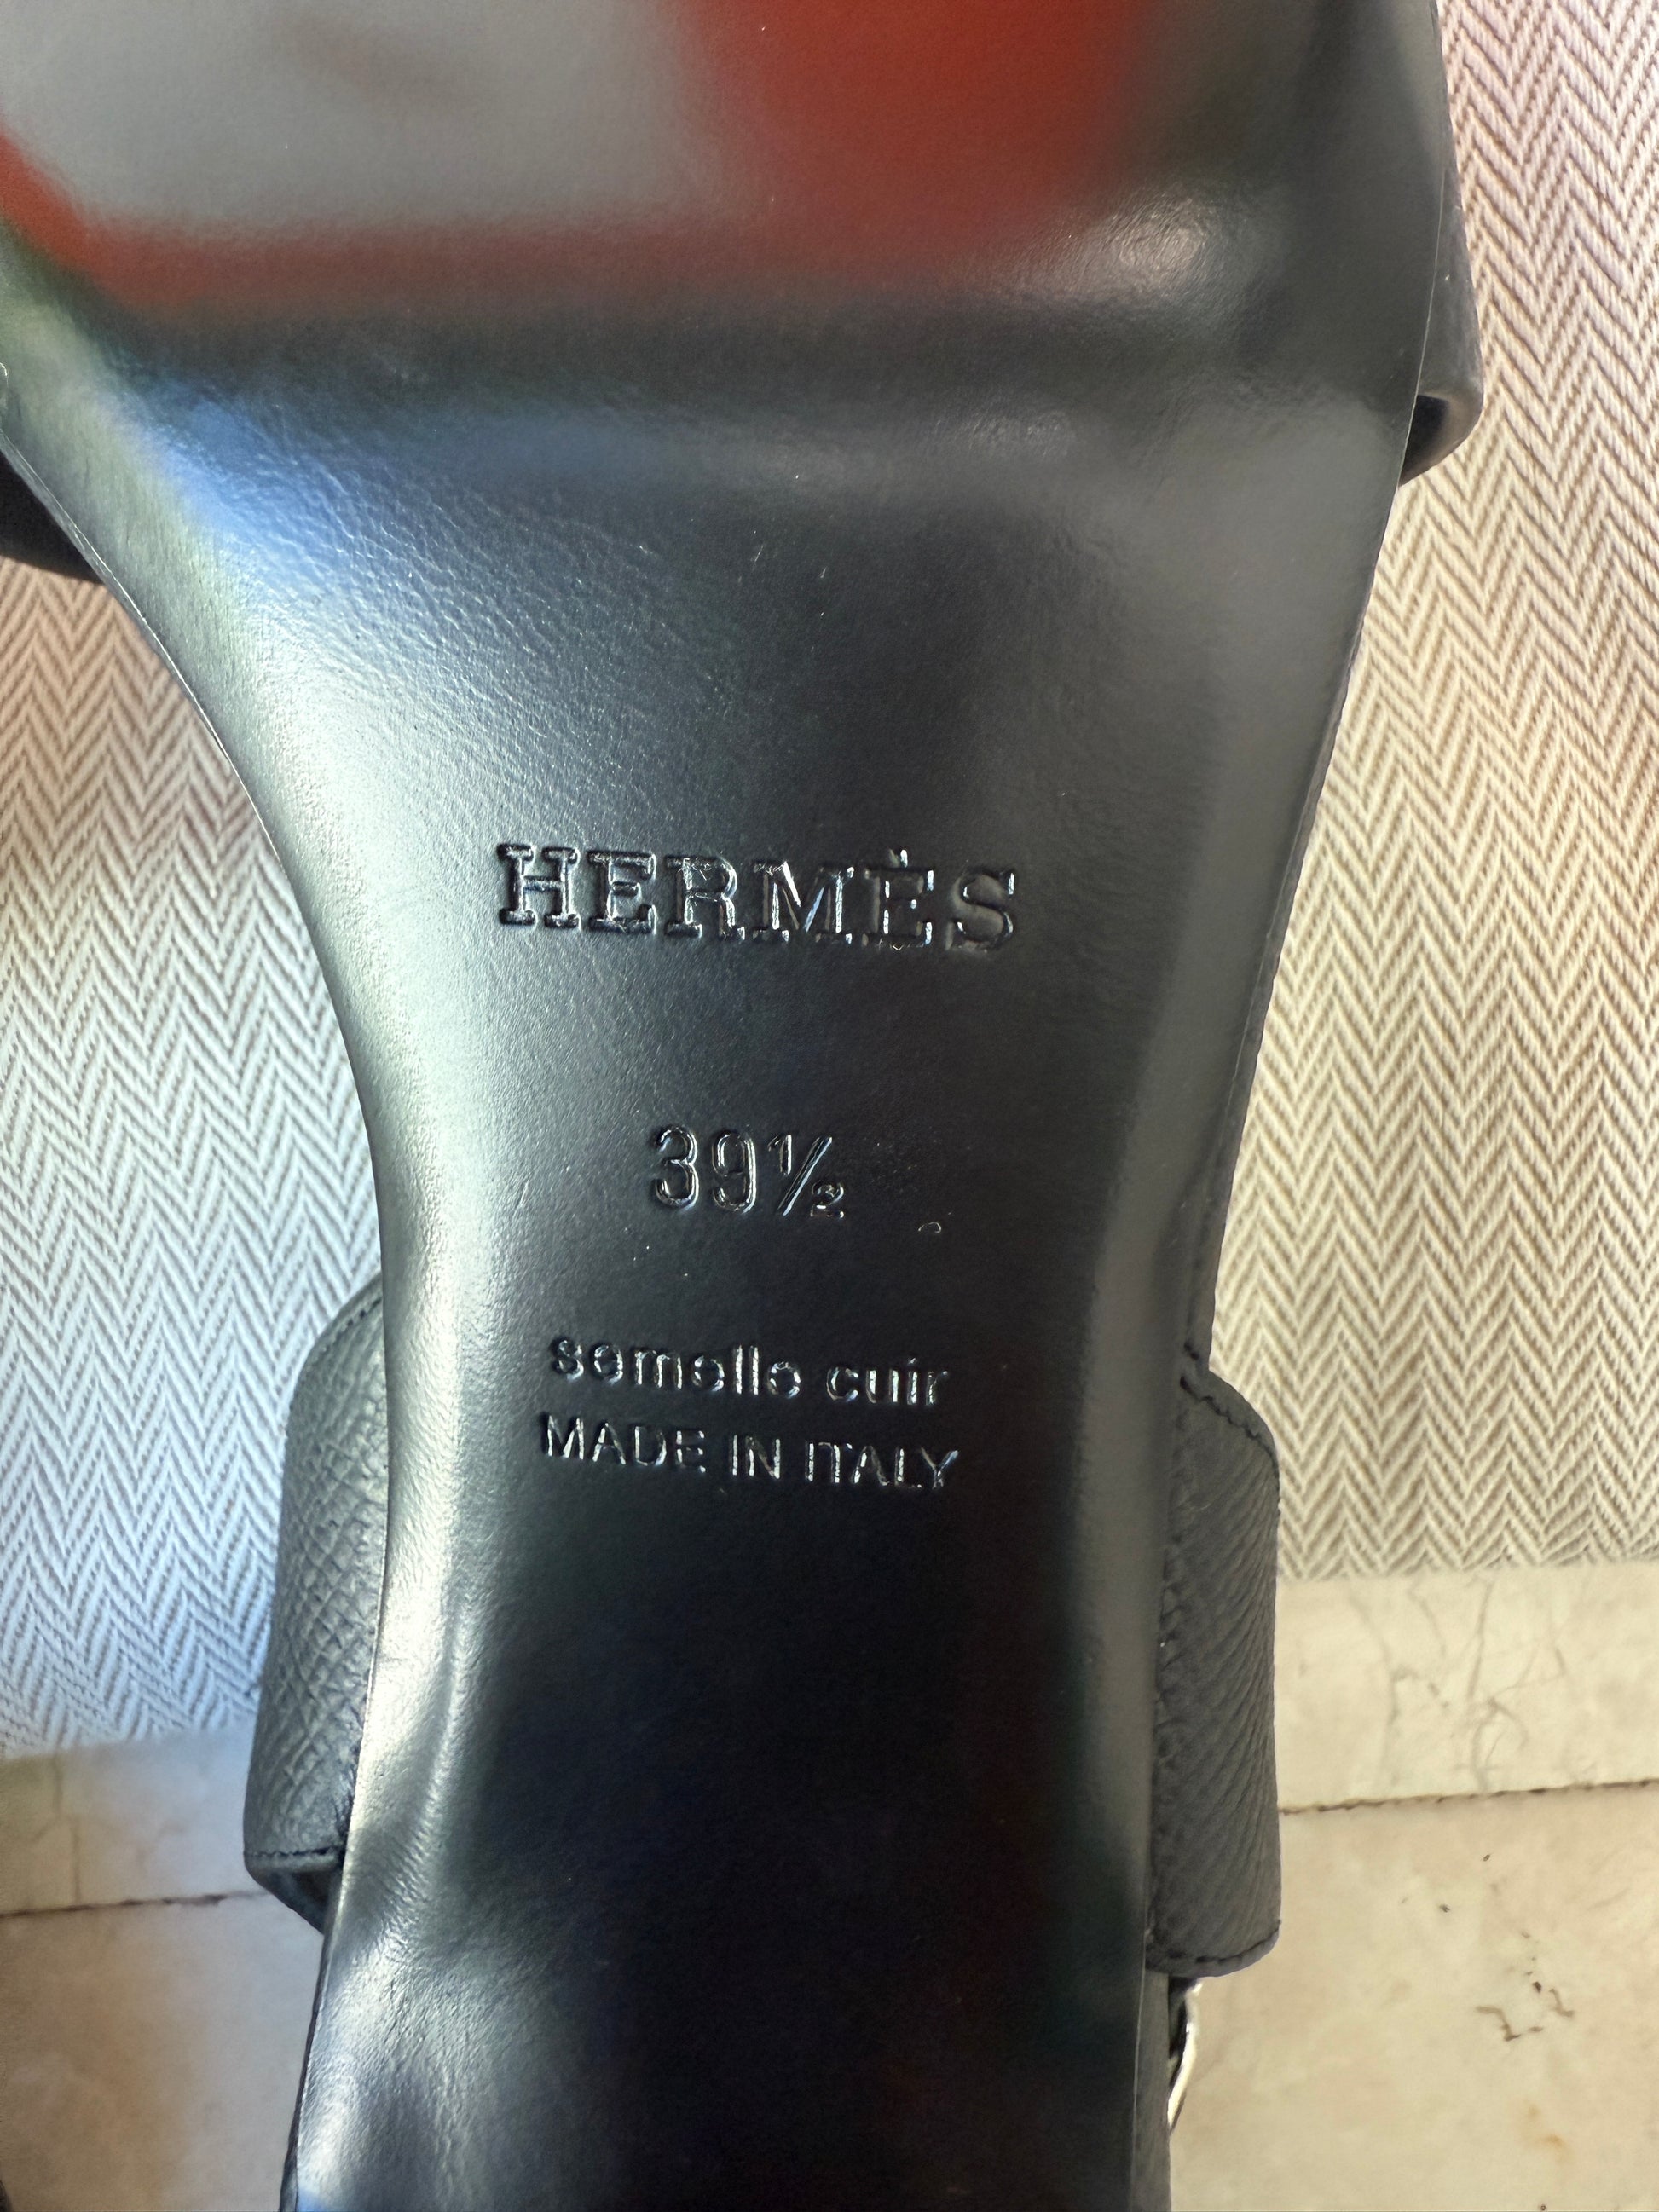 HERMÈS
39½
semelle cuir
MADE IN ITALY